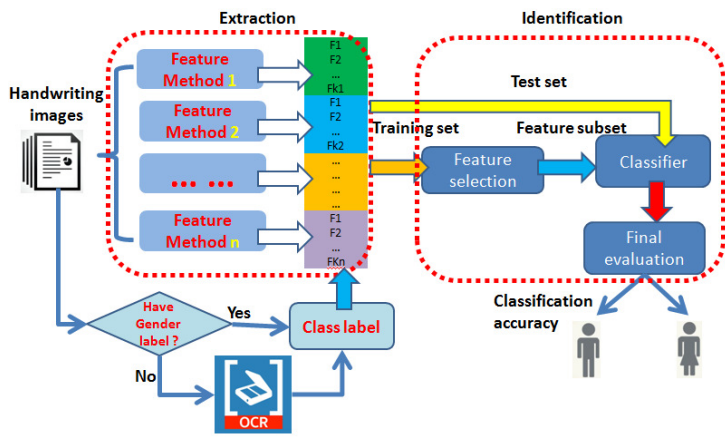 Extraction
Identification
Handwriting
images
Feature
Method 1
Feature
Method 2
... ...
Feature
Method n
F1
F2
...
Fk1
F1
F2
...
Fk2
...
...
...
...
F1
F2
...
FKn
Test set
Training set
Feature subset
Feature
selection
Classifier
Final
evaluation
Classification
accuracy
Have
Gender
label ?
Yes
No
Class label
OCR